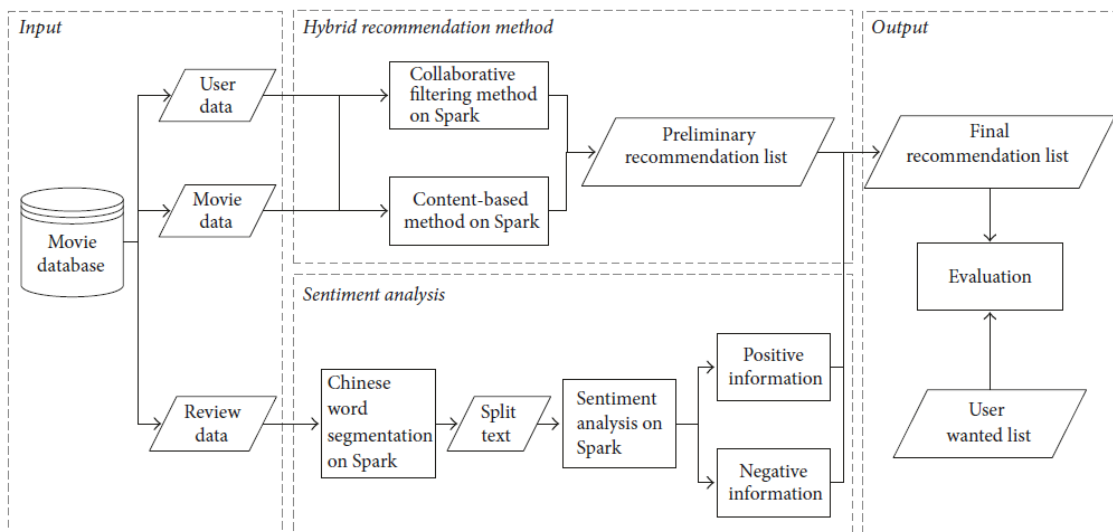 Input
User
data
Movie
data
Movie
database
Review
data
Hybrid recommendation method
Collaborative
filtering method
on Spark
Content-based
method on Spark
Preliminary
recommendation list
Sentiment analysis
Chinese
word
segmentation
on Spark
Split
text
Sentiment
analysis on
Spark
Positive
information
Negative
information
Output
Final
recommendation list
Evaluation
User
wanted list